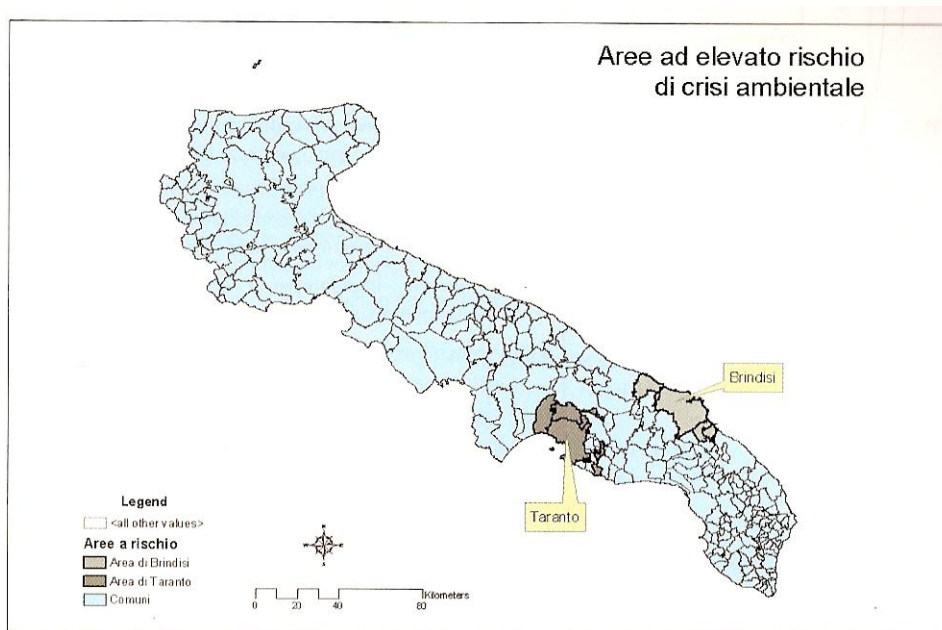 Aree ad elevato rischio
di crisi ambientale
Brindisi
Taranto
Legend
<all other values>
Aree a rischio
Area di Brindisi
Area di Taranto
Comuni
N
W
E
S
Kilometers
0 20 40 80